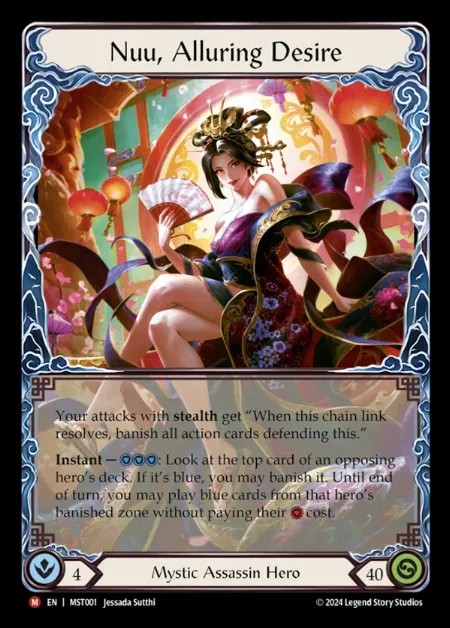 Nuu, Alluring Desire
Your attacks with stealth get “When this chain link
resolves, banish all action cards defending this.”
Instant – : Look at the top card of an opposing
hero’s deck. If it’s blue, you may banish it. Until end
of turn, you may play blue cards from that hero’s
banished zone without paying their cost.
4 Mystic Assassin Hero 40
M EN | MST001 Jessada Sutthi © 2024 Legend Story Studios